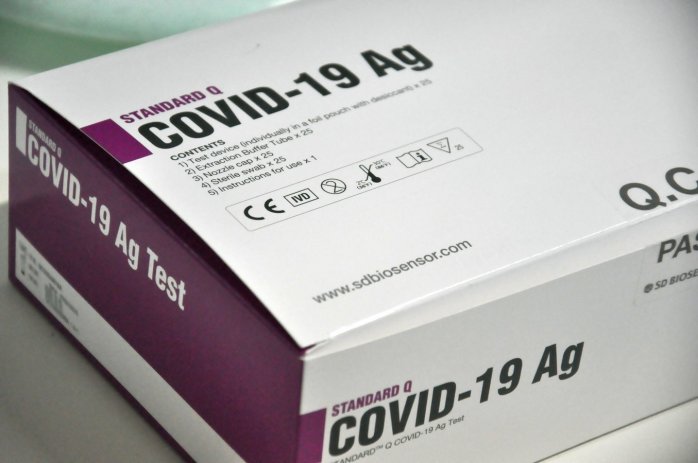 STANDARD Q
COVID-19 Ag
CONTENTS
1) Test device (individually in a foil pouch with desiccant) x 25
2) Extraction Buffer Tube x 25
3) Nozzle cap x 25
4) Sterile swab x 25
5) Instructions for use x 1
CE IVD 25
www.sdbiosensor.com
Q.C
PAS
SD BIOSE
STANDARD Q
COVID-19 Ag Test
STANDARD Q
COVID-19 Ag
TANDARD™ Q COVID-19 Ag Test